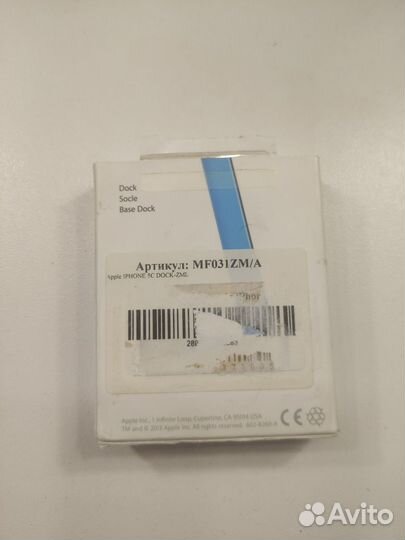 Dock
Socle
Base Dock
Артикул: MF031ZM/A
Apple IPHONE 5C DOCK-ZML
Apple Inc., 1 Infinite Loop, Cupertino, CA 95014 USA
TM and © 2013 Apple Inc. All rights reserved.
CE
Avito